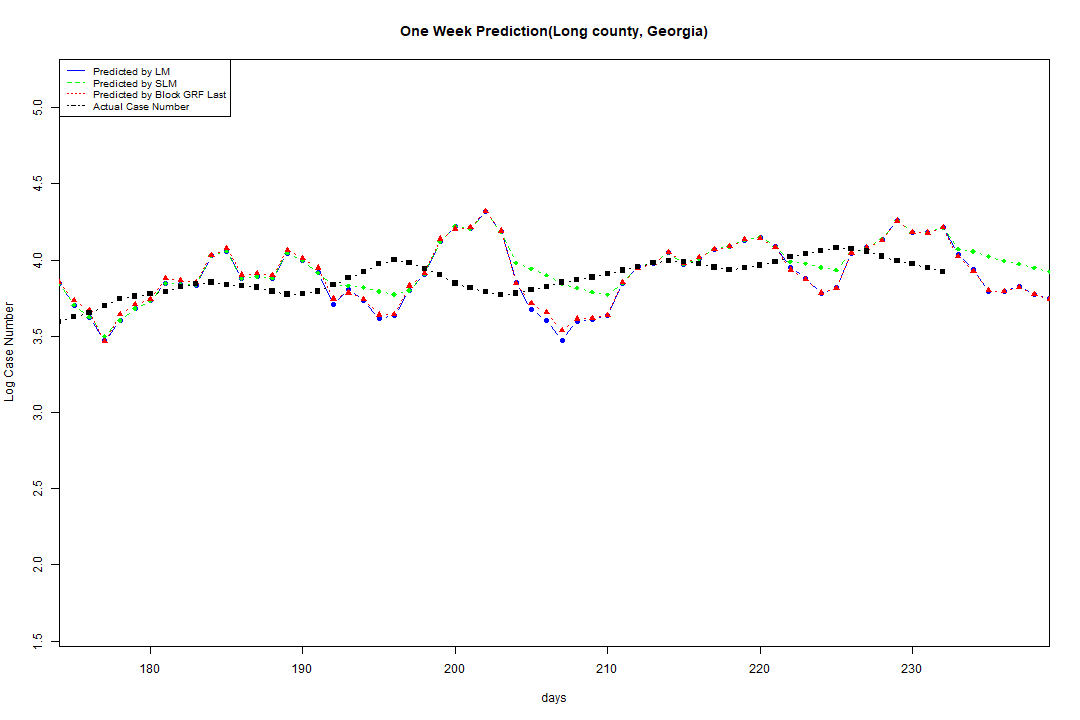 One Week Prediction(Long county, Georgia)
Predicted by LM
Predicted by SLM
Predicted by Block GRF Last
Actual Case Number
5.0
4.5
4.0
3.5
3.0
2.5
2.0
1.5
Log Case Number
180 190 200 210 220 230
days